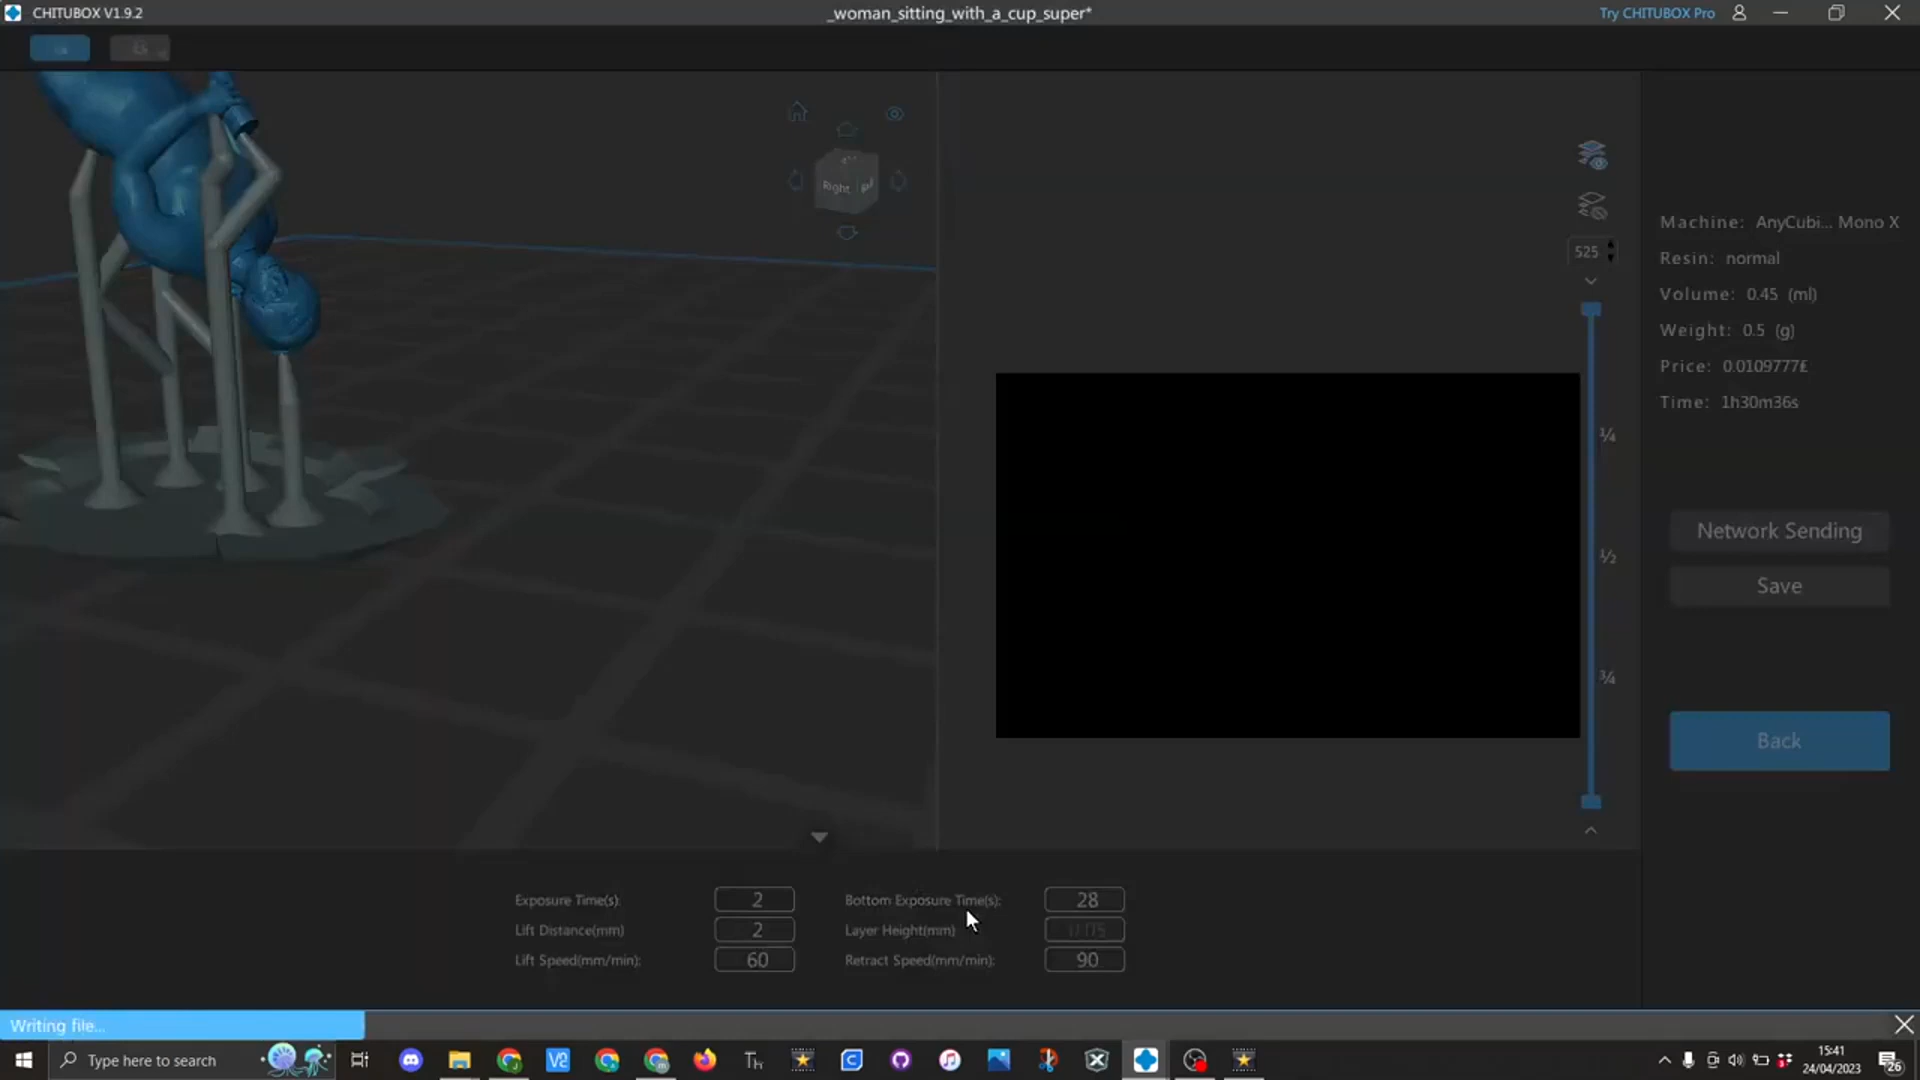 CHITUBOX V1.9.2
_woman_sitting_with_a_cup_super*
Try CHITUBOX Pro
Right
525
Machine: AnyCubi... Mono X
Resin: normal
Volume: 0.45 (ml)
Weight: 0.5 (g)
Price: 0.0109777£
Time: 1h30m36s
¼
½
¾
Network Sending
Save
Back
Exposure Time(s): 2
Bottom Exposure Time(s): 28
Lift Distance(mm) 2
Layer Height(mm) 0.05
Lift Speed(mm/min): 60
Retract Speed(mm/min): 90
Writing file...
Type here to search
15:41
24/04/2023
26